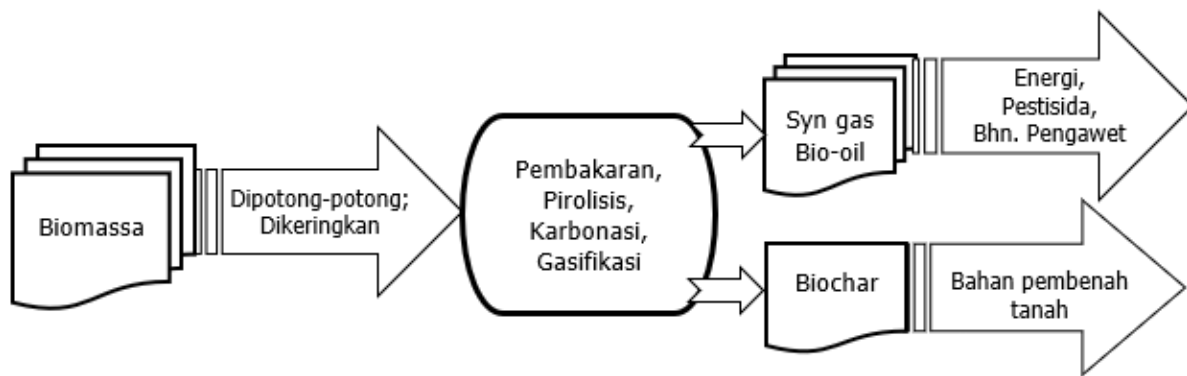 Biomassa
Dipotong-potong;
Dikeringkan
Pembakaran,
Pirolisis,
Karbonasi,
Gasifikasi
Syn gas
Bio-oil
Energi,
Pestisida,
Bhn. Pengawet
Biochar
Bahan pembenah
tanah